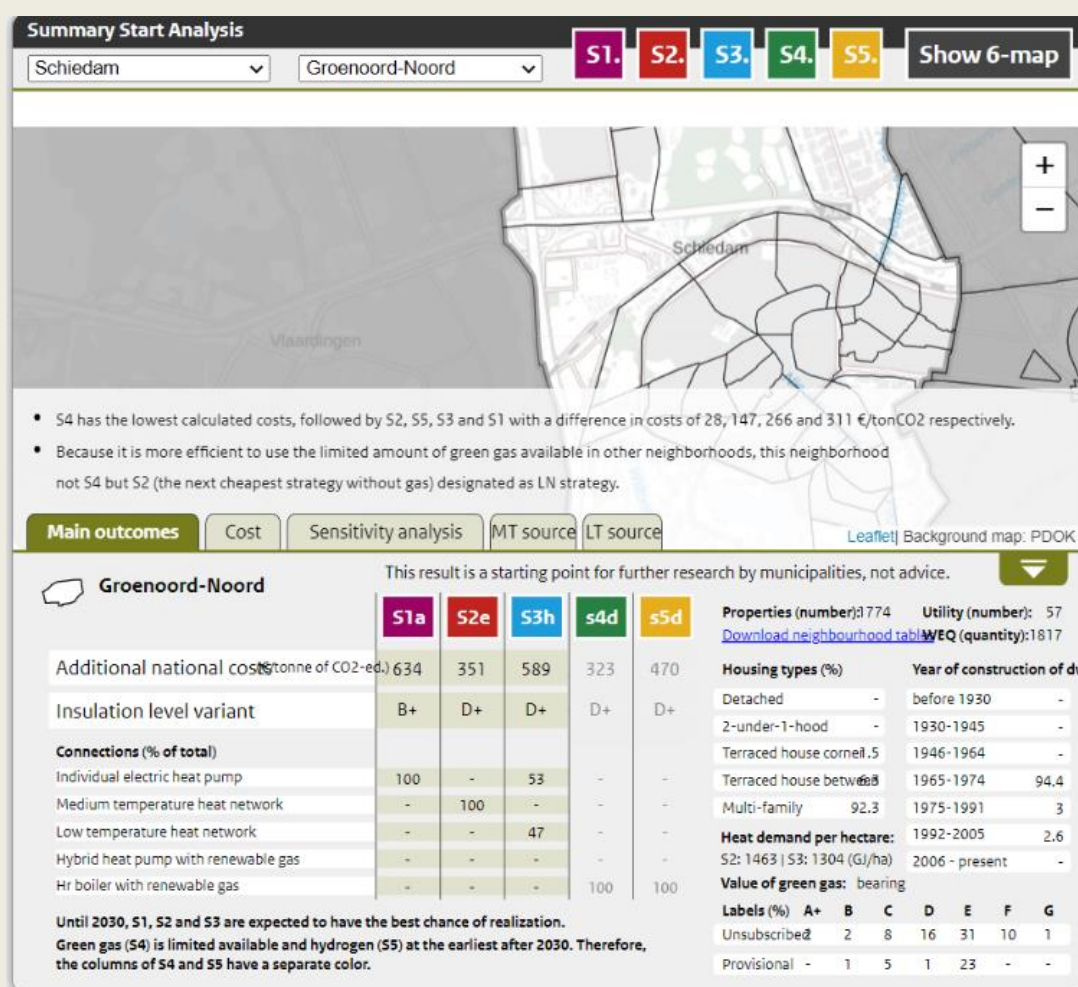 Summary Start Analysis
Schiedam Groenoord-Noord S1. S2. S3. S4. S5. Show 6-map
+
−
Schiedam
Vlaardingen
• S4 has the lowest calculated costs, followed by S2, S5, S3 and S1 with a difference in costs of 28, 147, 266 and 311 €/tonCO2 respectively.
• Because it is more efficient to use the limited amount of green gas available in other neighborhoods, this neighborhood
not S4 but S2 (the next cheapest strategy without gas) designated as LN strategy.
Main outcomes Cost Sensitivity analysis MT source LT source
Leaflet| Background map: PDOK
Groenoord-Noord
This result is a starting point for further research by municipalities, not advice.
S1a S2e S3h s4d s5d
Additional national costs (€/tonne of CO2-ed.) 634 351 589 323 470
Insulation level variant B+ D+ D+ D+ D+
Connections (% of total)
Individual electric heat pump 100 - 53 - -
Medium temperature heat network - 100 - - -
Low temperature heat network - - 47 - -
Hybrid heat pump with renewable gas - - - - -
Hr boiler with renewable gas - - - 100 100
Until 2030, S1, S2 and S3 are expected to have the best chance of realization.
Green gas (S4) is limited available and hydrogen (S5) at the earliest after 2030. Therefore,
the columns of S4 and S5 have a separate color.
Properties (number): 1774 Utility (number): 57
Download neighbourhood table WEQ (quantity): 1817
Housing types (%) Year of construction of
Detached - before 1930 -
2-under-1-hood - 1930-1945 -
Terraced house corner 1.5 1946-1964 -
Terraced house between 1965-1974 94.4
Multi-family 92.3 1975-1991 3
Heat demand per hectare: 1992-2005 2.6
S2: 1463 | S3: 1304 (GJ/ha) 2006 - present -
Value of green gas: bearing
Labels (%) A+ B C D E F G
Unsubscribed 2 2 8 16 31 10 1
Provisional - 1 5 1 23 - -